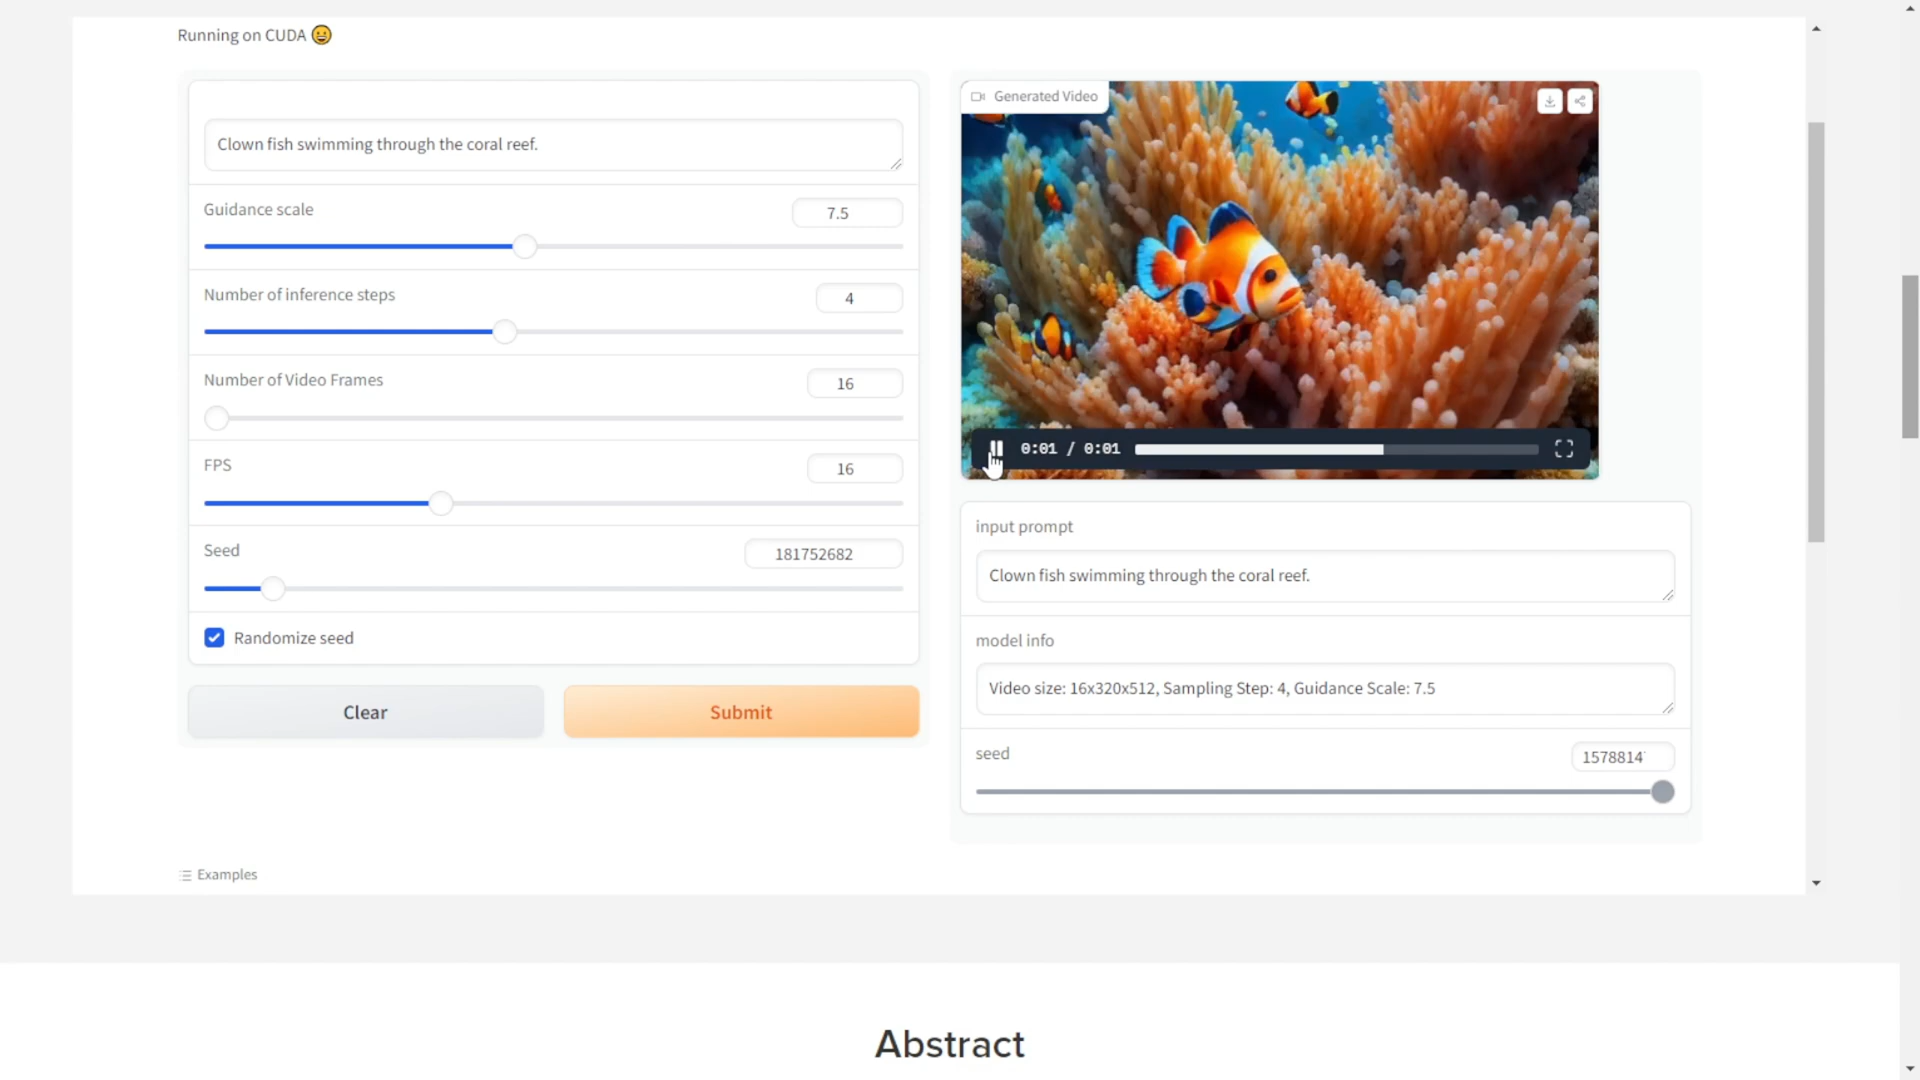 Running on CUDA 😀
Clown fish swimming through the coral reef.
Guidance scale
7.5
Number of inference steps
4
Number of Video Frames
16
FPS
16
Seed
181752682
Randomize seed
Clear
Submit
Examples
Generated Video
0:01 / 0:01
input prompt
Clown fish swimming through the coral reef.
model info
Video size: 16x320x512, Sampling Step: 4, Guidance Scale: 7.5
seed
1578814
Abstract